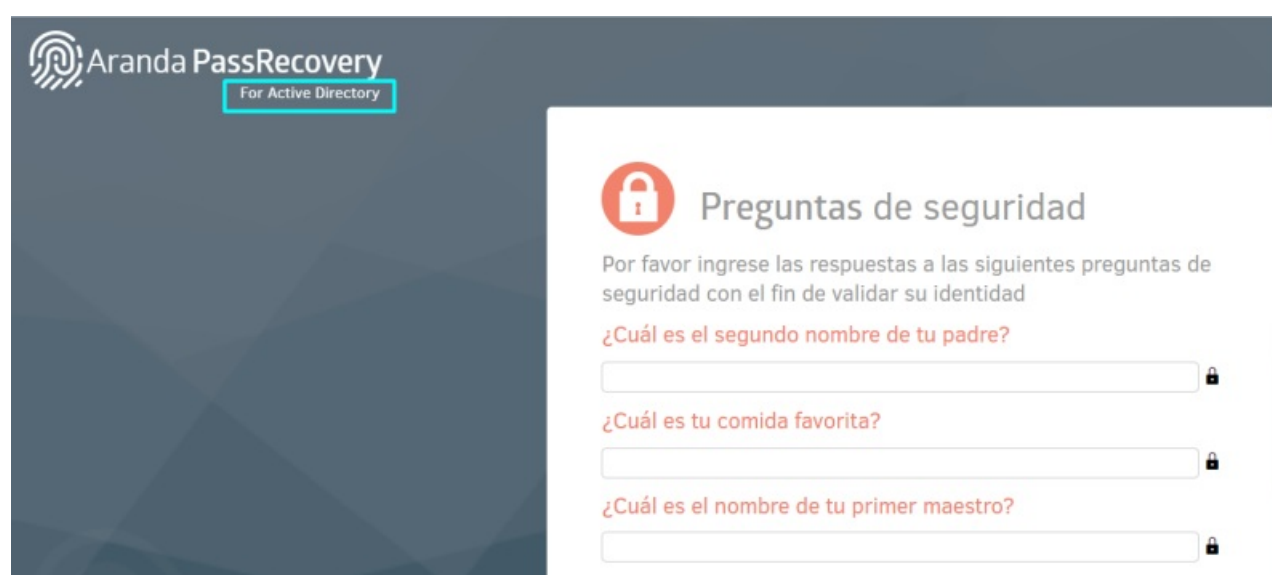 Aranda PassRecovery
For Active Directory
Preguntas de seguridad
Por favor ingrese las respuestas a las siguientes preguntas de
seguridad con el fin de validar su identidad
¿Cuál es el segundo nombre de tu padre?
¿Cuál es tu comida favorita?
¿Cuál es el nombre de tu primer maestro?